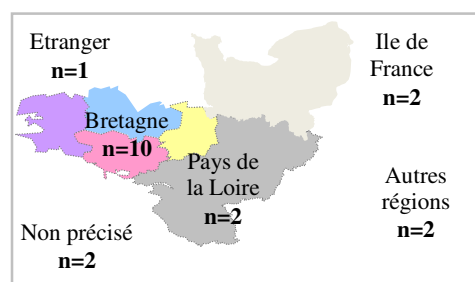 Etranger
n=1
Ile de
France
n=2
Bretagne
n=10
Pays de
la Loire
n=2
Autres
régions
n=2
Non précisé
n=2